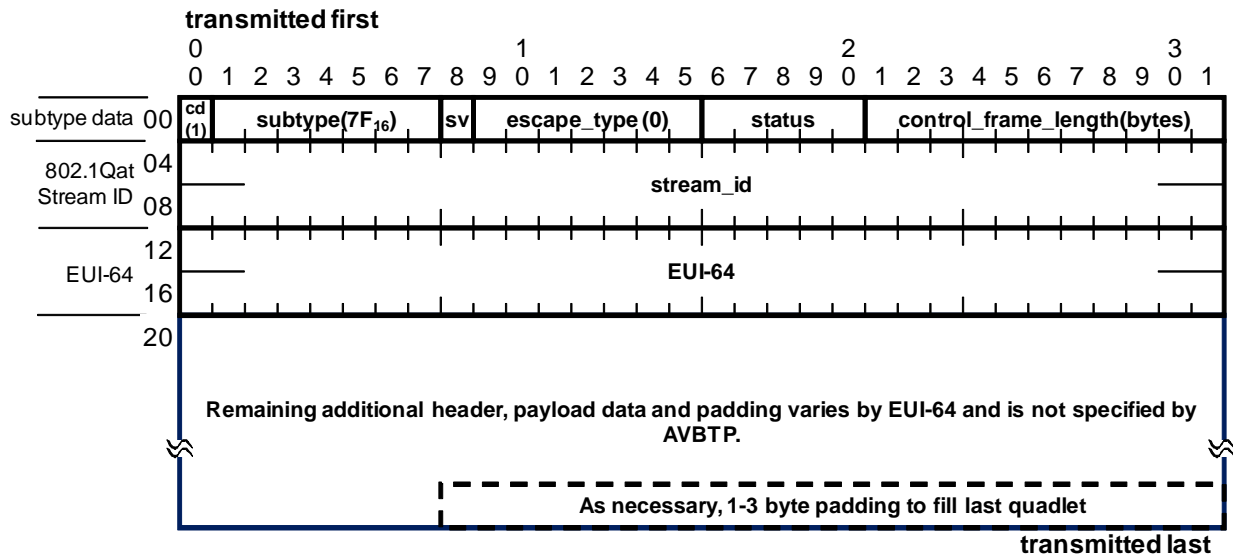 transmitted first
0 1 2 3
0 1 2 3 4 5 6 7 8 9 0 1 2 3 4 5 6 7 8 9 0 1 2 3 4 5 6 7 8 9 0 1
subtype data 00 cd (1) subtype(7F₁₆) sv escape_type (0) status control_frame_length(bytes)
802.1Qat
Stream ID
04
08
stream_id
EUI-64
12
16
EUI-64
20
Remaining additional header, payload data and padding varies by EUI-64 and is not specified by
AVBTP.
As necessary, 1-3 byte padding to fill last quadlet
transmitted last